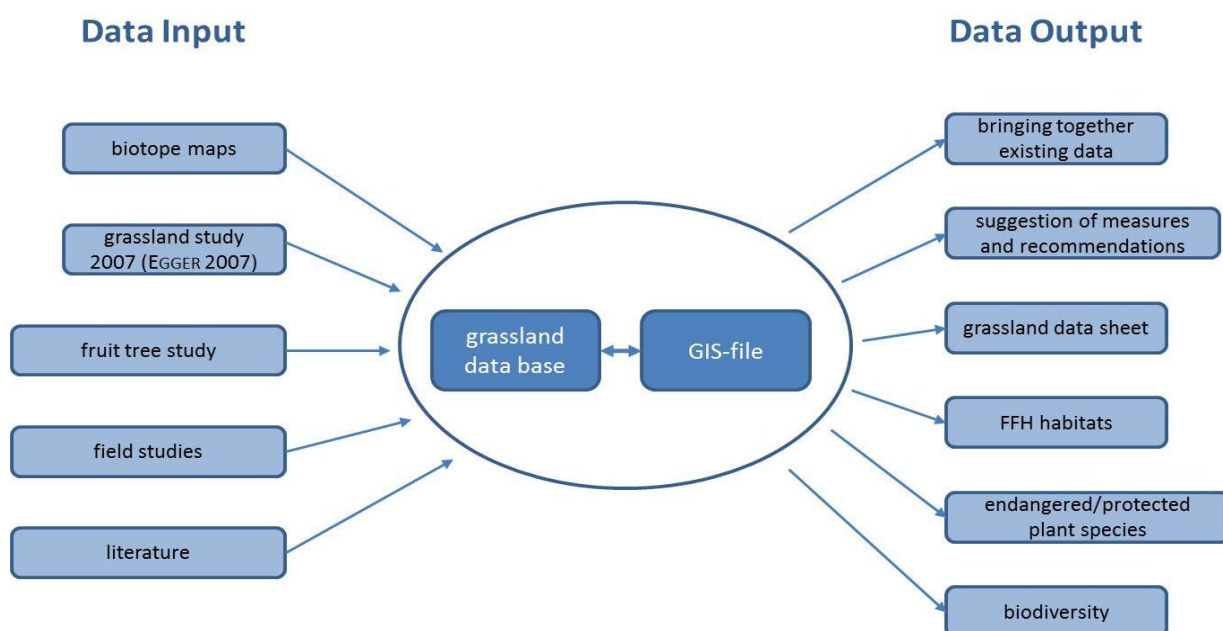 Data Input
Data Output
biotope maps
grassland study
2007 (EGGER 2007)
fruit tree study
field studies
literature
grassland
data base
GIS-file
bringing together
existing data
suggestion of measures
and recommendations
grassland data sheet
FFH habitats
endangered/protected
plant species
biodiversity